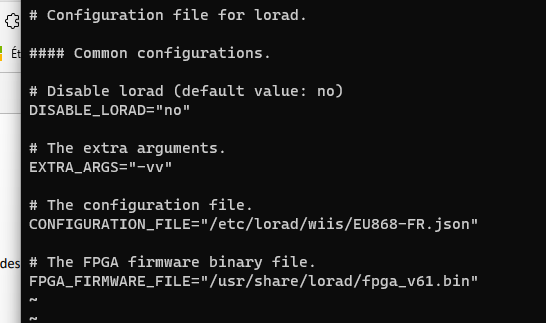 # Configuration file for lorad.
#### Common configurations.
# Disable lorad (default value: no)
DISABLE_LORAD="no"
# The extra arguments.
EXTRA_ARGS="-vv"
# The configuration file.
CONFIGURATION_FILE="/etc/lorad/wiis/EU868-FR.json"
# The FPGA firmware binary file.
FPGA_FIRMWARE_FILE="/usr/share/lorad/fpga_v61.bin"
~
~
Ét
des